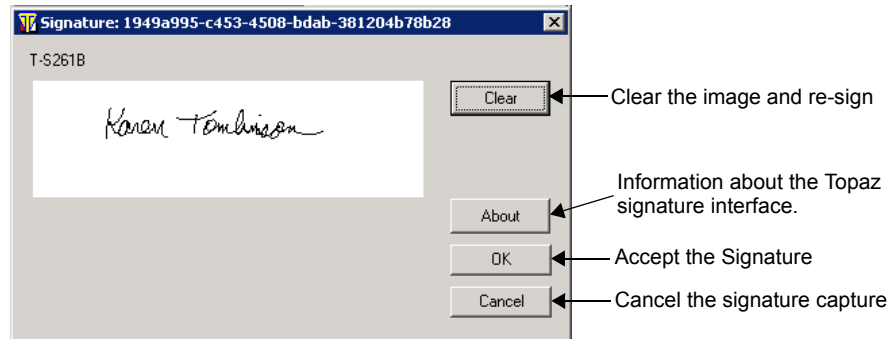 Signature: 1949a995-c453-4508-bdab-381204b78b28
T-S261B
Karen Tomlinson
Clear
Clear the image and re-sign
About
Information about the Topaz
signature interface.
OK
Accept the Signature
Cancel
Cancel the signature capture